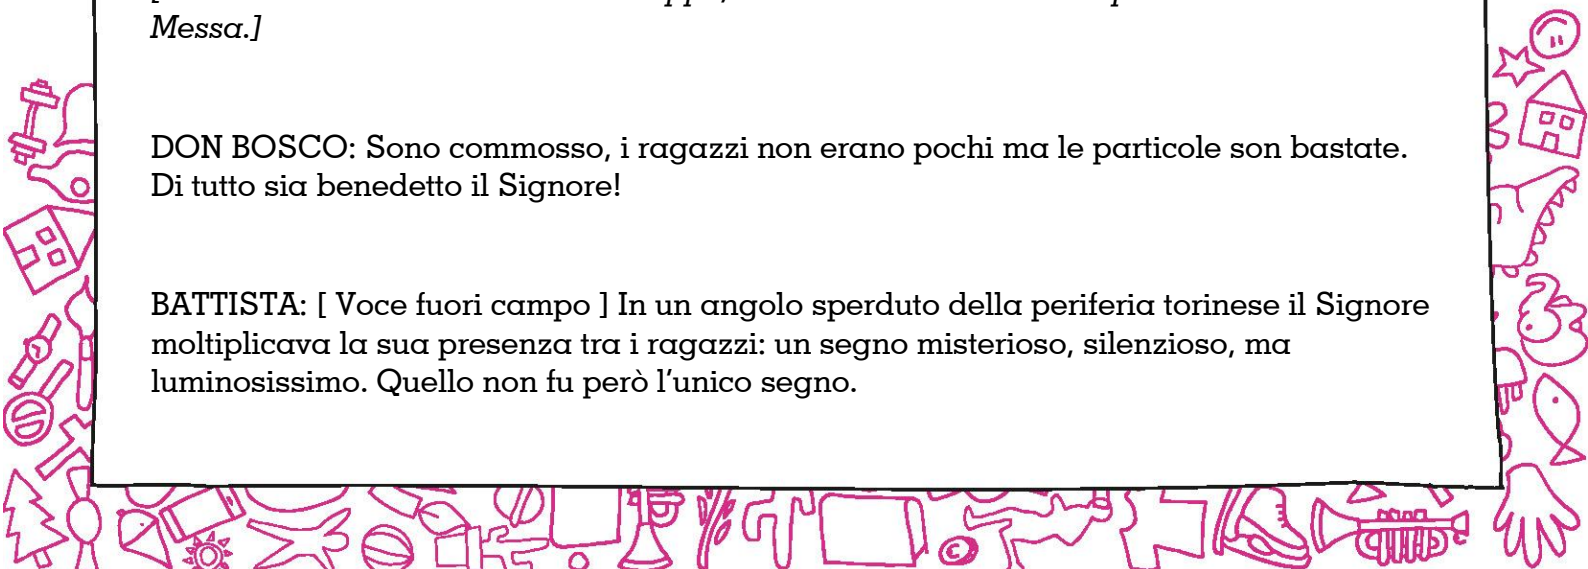 Messa.]
DON BOSCO: Sono commosso, i ragazzi non erano pochi ma le particole son bastate.
Di tutto sia benedetto il Signore!
BATTISTA: [ Voce fuori campo ] In un angolo sperduto della periferia torinese il Signore
moltiplicava la sua presenza tra i ragazzi: un segno misterioso, silenzioso, ma
luminosissimo. Quello non fu però l’unico segno.